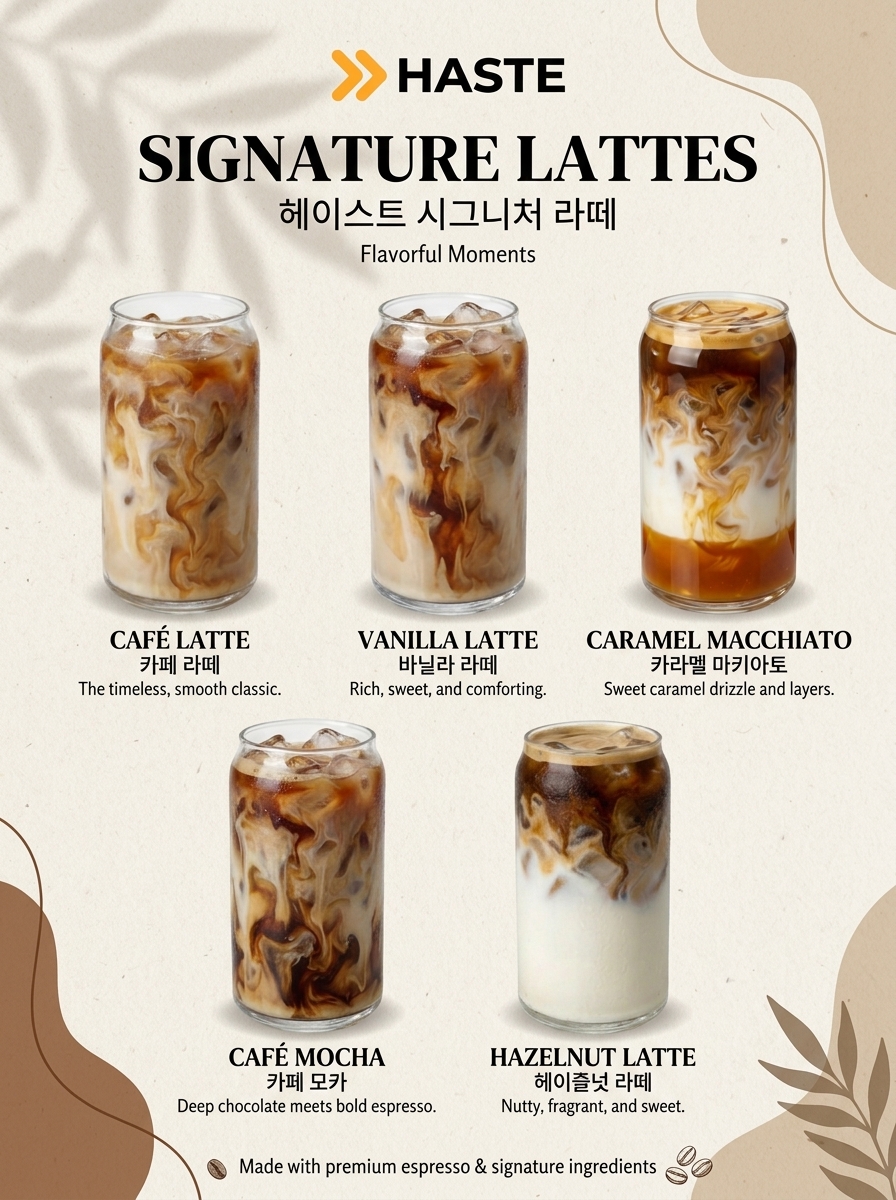 HASTE
SIGNATURE LATTES
헤이스트 시그니처 라떼
Flavorful Moments
CAFÉ LATTE
카페 라떼
The timeless, smooth classic.
VANILLA LATTE
바닐라 라떼
Rich, sweet, and comforting.
CARAMEL MACCHIATO
카라멜 마키아토
Sweet caramel drizzle and layers.
CAFÉ MOCHA
카페 모카
Deep chocolate meets bold espresso.
HAZELNUT LATTE
헤이즐넛 라떼
Nutty, fragrant, and sweet.
Made with premium espresso & signature ingredients